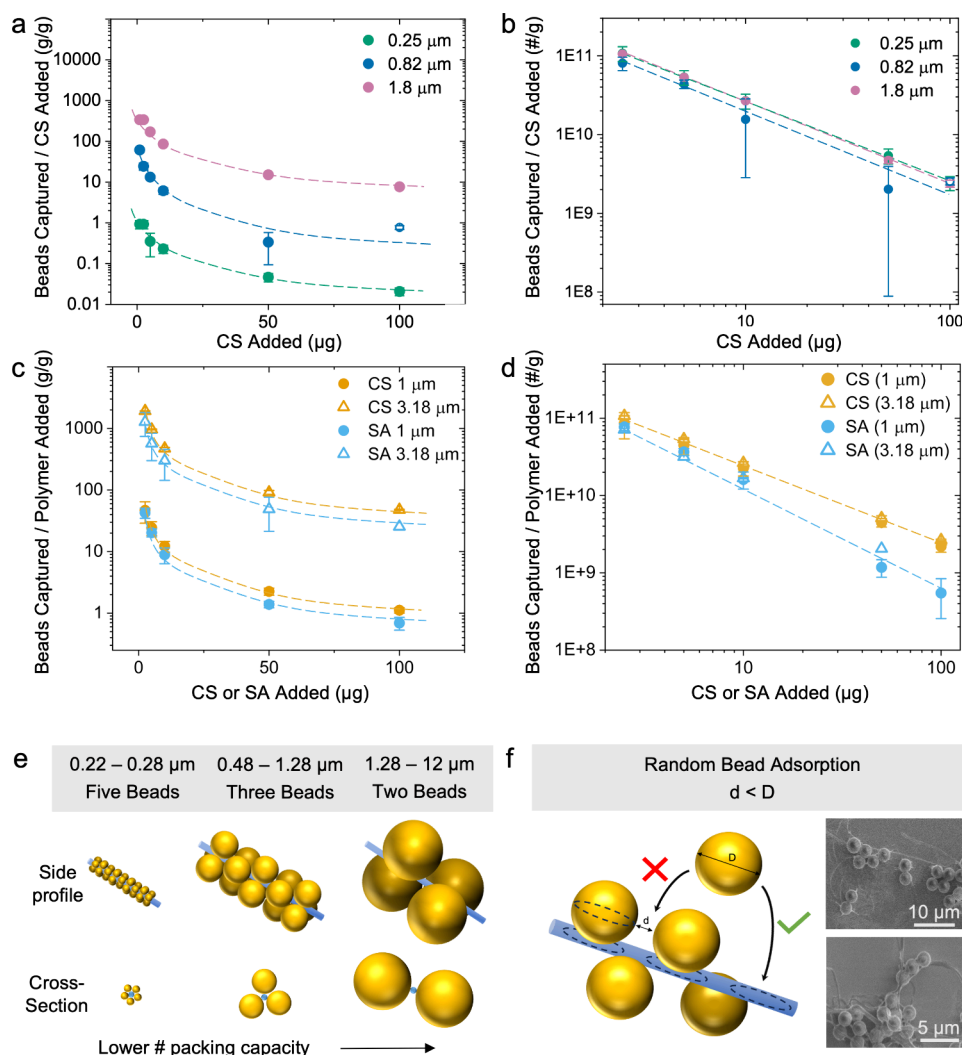 a
Beads Captured / CS Added (g/g)
10000
1000
100
10
1
0.1
0.01
0.25 μm
0.82 μm
1.8 μm
0
50
100
CS Added (μg)
b
Beads Captured / CS Added (#/g)
1E11
1E10
1E9
1E8
0.25 μm
0.82 μm
1.8 μm
10
100
CS Added (μg)
c
Beads Captured / Polymer Added (g/g)
1000
100
10
1
CS 1 μm
CS 3.18 μm
SA 1 μm
SA 3.18 μm
0
50
100
CS or SA Added (μg)
d
Beads Captured / Polymer Added (#/g)
1E+11
1E+10
1E+9
1E+8
CS (1 μm)
CS (3.18 μm)
SA (1 μm)
SA (3.18 μm)
10
100
CS or SA Added (μg)
e
0.22 – 0.28 μm
Five Beads
0.48 – 1.28 μm
Three Beads
1.28 – 12 μm
Two Beads
Side
profile
Cross-
Section
Lower # packing capacity
f
Random Bead Adsorption
d < D
D
d
10 μm
5 μm